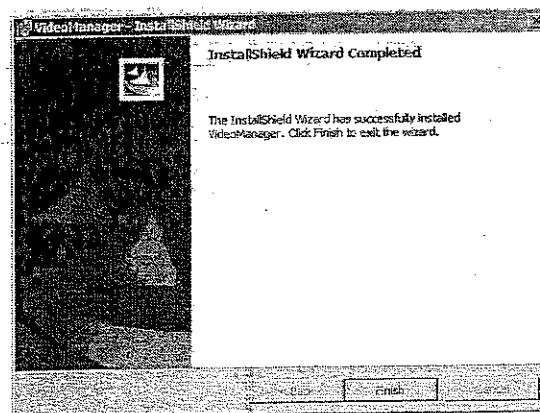 VideoManager - InstallShield Wizard
InstallShield Wizard Completed
The InstallShield Wizard has successfully installed
VideoManager. Click Finish to exit the wizard.
Finish